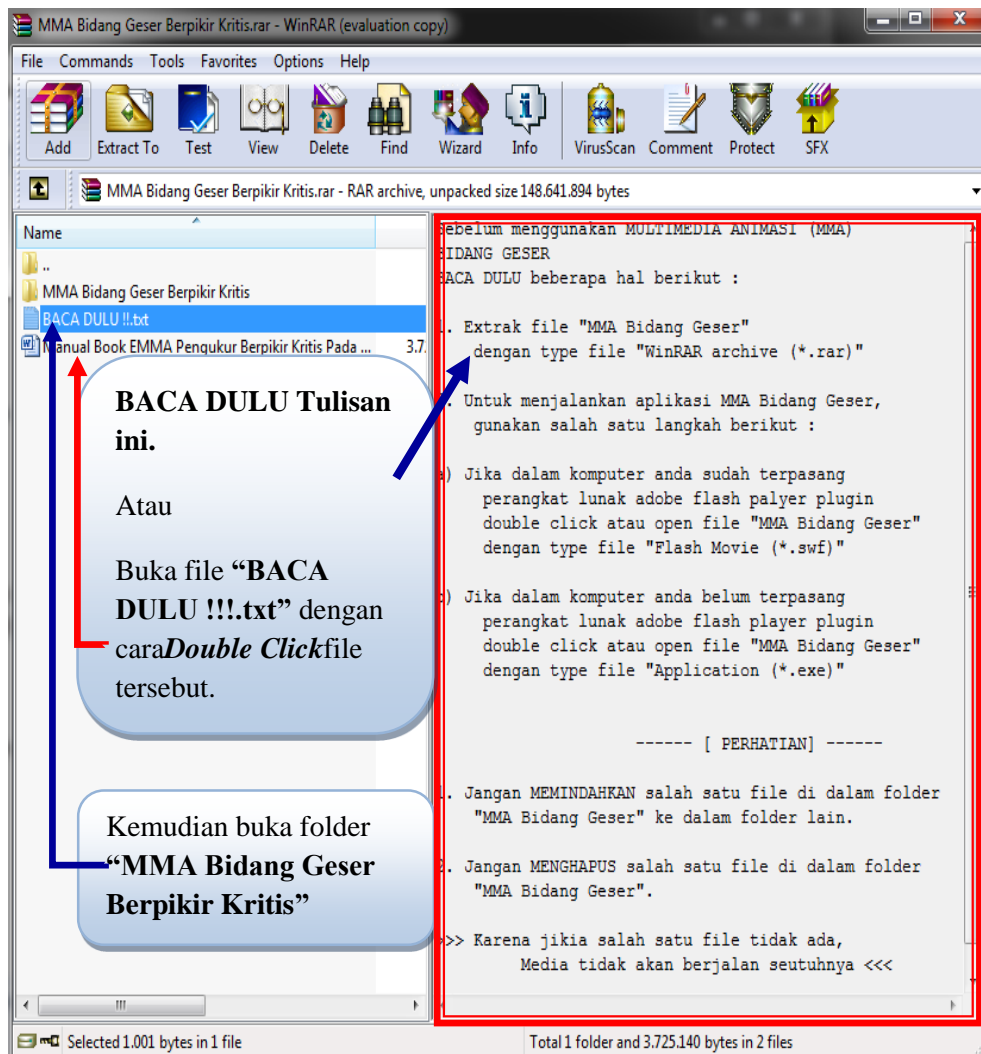 MMA Bidang Geser Berpikir Kritis.rar - WinRAR (evaluation copy)
File Commands Tools Favorites Options Help
Add Extract To Test View Delete Find Wizard Info VirusScan Comment Protect SFX
MMA Bidang Geser Berpikir Kritis.rar - RAR archive, unpacked size 148.641.894 bytes
Name
..
MMA Bidang Geser Berpikir Kritis
BACA DULU !!.txt
Manual Book EMMA Pengukur Berpikir Kritis Pada ... 3.7
BACA DULU Tulisan
ini.
Atau
Buka file “BACA
DULU !!!.txt” dengan
caraDouble Clickfile
tersebut.
Kemudian buka folder
“MMA Bidang Geser
Berpikir Kritis”
Sebelum menggunakan MULTIMEDIA ANIMASI (MMA)
BIDANG GESER
BACA DULU beberapa hal berikut :
1. Extrak file "MMA Bidang Geser"
dengan type file "WinRAR archive (*.rar)"
. Untuk menjalankan aplikasi MMA Bidang Geser,
gunakan salah satu langkah berikut :
a) Jika dalam komputer anda sudah terpasang
perangkat lunak adobe flash palyer plugin
double click atau open file "MMA Bidang Geser"
dengan type file "Flash Movie (*.swf)"
b) Jika dalam komputer anda belum terpasang
perangkat lunak adobe flash player plugin
double click atau open file "MMA Bidang Geser"
dengan type file "Application (*.exe)"
------ [ PERHATIAN] ------
1. Jangan MEMINDAHKAN salah satu file di dalam folder
"MMA Bidang Geser" ke dalam folder lain.
2. Jangan MENGHAPUS salah satu file di dalam folder
"MMA Bidang Geser".
>>> Karena jikia salah satu file tidak ada,
Media tidak akan berjalan seutuhnya <<<
Selected 1.001 bytes in 1 file
Total 1 folder and 3.725.140 bytes in 2 files